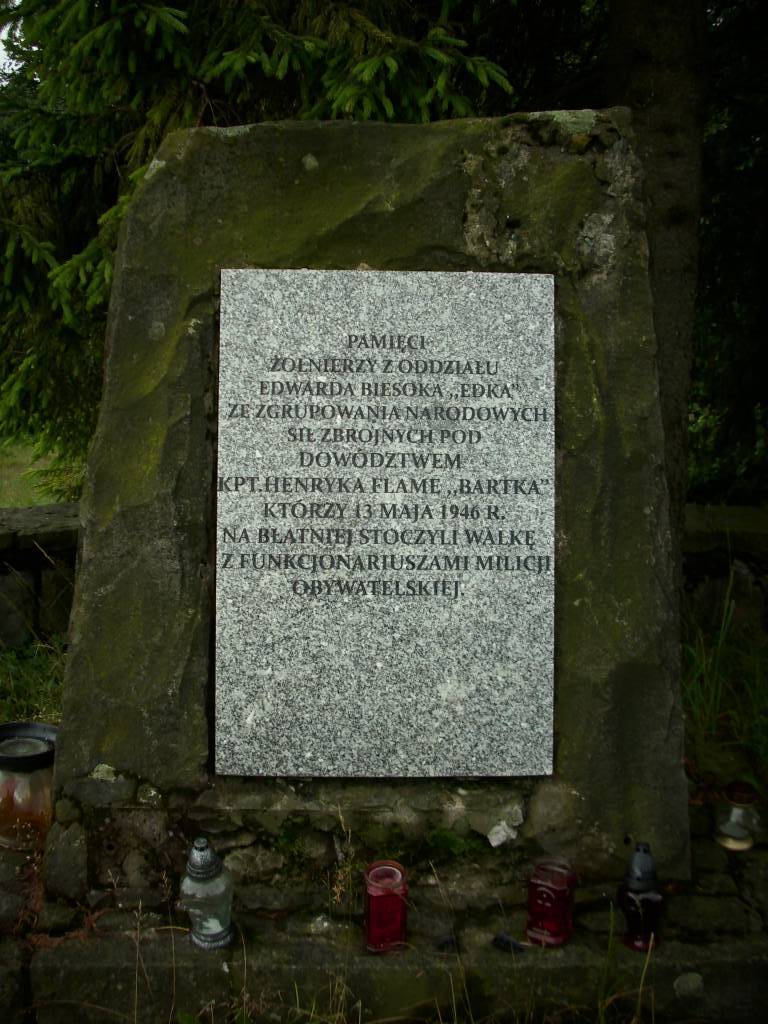 PAMIĘCI
ŻOŁNIERZY Z ODDZIAŁU
EDWARDA BIESOKA ,,EDKA"
ZE ZGRUPOWANIA NARODOWYCH
SIŁ ZBROJNYCH POD
DOWÓDZTWEM
KPT.HENRYKA FLAME ,,BARTKA"
KTÓRZY 13 MAJA 1946 R.
NA BŁATNIEJ STOCZYLI WALKĘ
Z FUNKCJONARIUSZAMI MILICJI
OBYWATELSKIEJ.